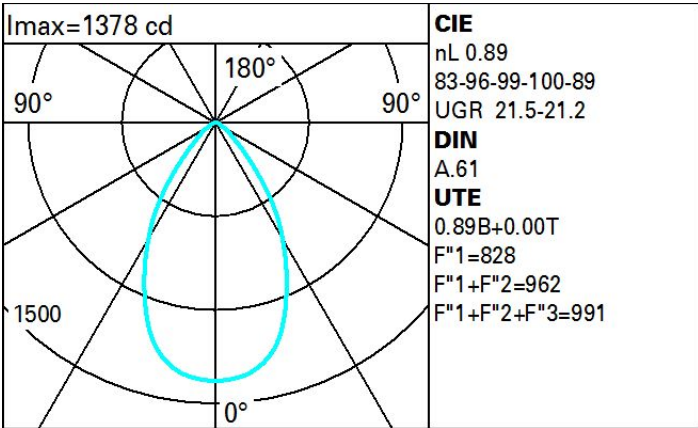 Imax=1378 cd
180°
90°
90°
1500
0°
CIE
nL 0.89
83-96-99-100-89
UGR 21.5-21.2
DIN
A.61
UTE
0.89B+0.00T
F"1=828
F"1+F"2=962
F"1+F"2+F"3=991